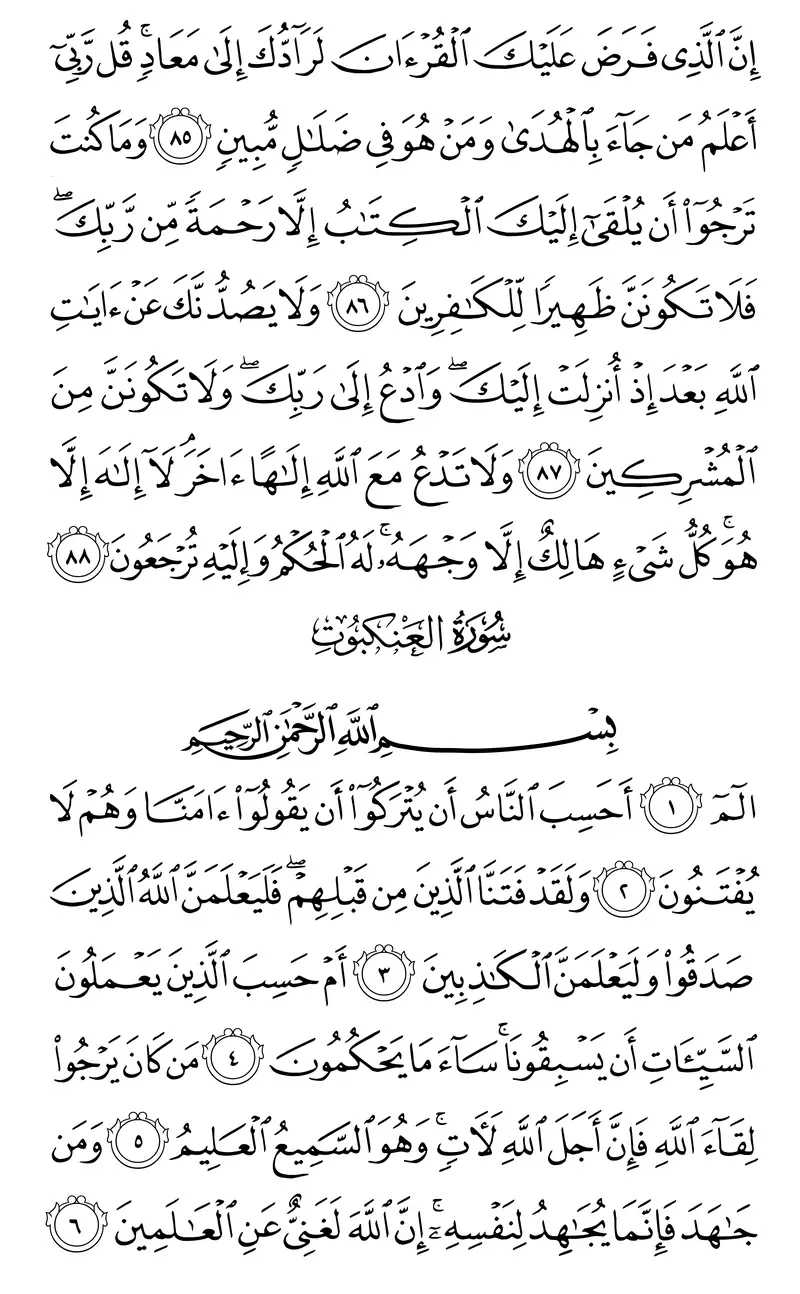 إِنَّ ٱلَّذِى فَرَضَ عَلَيْكَ ٱلْقُرْءَانَ لَرَآدُّكَ إِلَىٰ مَعَادٍۚ قُل رَّبِّىٓ
أَعْلَمُ مَن جَآءَ بِٱلْهُدَىٰ وَمَنْ هُوَ فِى ضَلَـٰلٍ مُّبِينٍ ٨٥ وَمَا كُنتَ
تَرْجُوٓا۟ أَن يُلْقَىٰٓ إِلَيْكَ ٱلْكِتَـٰبُ إِلَّا رَحْمَةً مِّن رَّبِّكَۖ
فَلَا تَكُونَنَّ ظَهِيرًا لِّلْكَـٰفِرِينَ ٨٦ وَلَا يَصُدُّنَّكَ عَنْ ءَايَـٰتِ
ٱللَّهِ بَعْدَ إِذْ أُنزِلَتْ إِلَيْكَۖ وَٱدْعُ إِلَىٰ رَبِّكَۖ وَلَا تَكُونَنَّ مِنَ
ٱلْمُشْرِكِينَ ٨٧ وَلَا تَدْعُ مَعَ ٱللَّهِ إِلَـٰهًا ءَاخَرَۘ لَآ إِلَـٰهَ إِلَّا
هُوَۚ كُلُّ شَىْءٍ هَالِكٌ إِلَّا وَجْهَهُۥۚ لَهُ ٱلْحُكْمُ وَإِلَيْهِ تُرْجَعُونَ ٨٨
سُورَةُ العَنكَبُوتِ
بِسْمِ ٱللَّهِ ٱلرَّحْمَـٰنِ ٱلرَّحِيمِ
الٓمٓ ١ أَحَسِبَ ٱلنَّاسُ أَن يُتْرَكُوٓا۟ أَن يَقُولُوٓا۟ ءَامَنَّا وَهُمْ لَا
يُفْتَنُونَ ٢ وَلَقَدْ فَتَنَّا ٱلَّذِينَ مِن قَبْلِهِمْۖ فَلَيَعْلَمَنَّ ٱللَّهُ ٱلَّذِينَ
صَدَقُوا۟ وَلَيَعْلَمَنَّ ٱلْكَـٰذِبِينَ ٣ أَمْ حَسِبَ ٱلَّذِينَ يَعْمَلُونَ
ٱلسَّيِّـَٔاتِ أَن يَسْبِقُونَاۚ سَآءَ مَا يَحْكُمُونَ ٤ مَن كَانَ يَرْجُوا۟
لِقَآءَ ٱللَّهِ فَإِنَّ أَجَلَ ٱللَّهِ لَـَٔاتٍۚ وَهُوَ ٱلسَّمِيعُ ٱلْعَلِيمُ ٥ وَمَن
جَـٰهَدَ فَإِنَّمَا يُجَـٰهِدُ لِنَفْسِهِۦٓۚ إِنَّ ٱللَّهَ لَغَنِىٌّ عَنِ ٱلْعَـٰلَمِينَ ٦